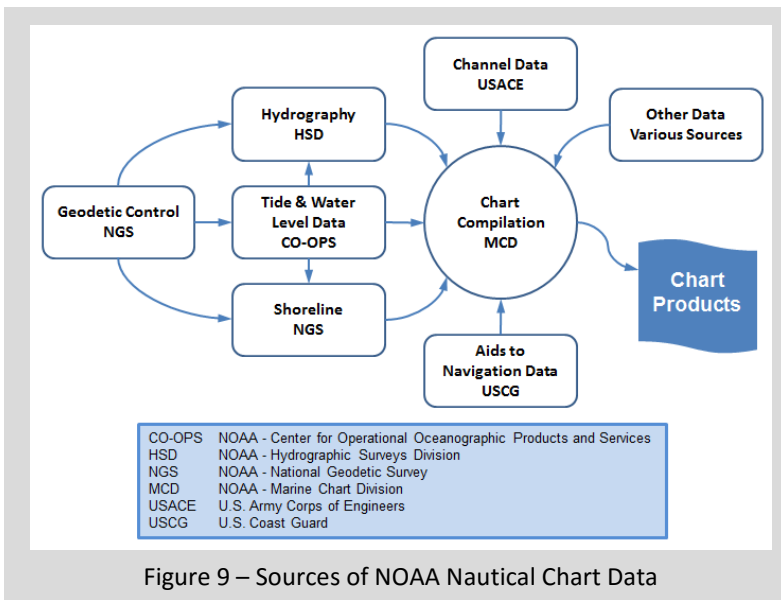 Channel Data
USACE
Hydrography
HSD
Other Data
Various Sources
Geodetic Control
NGS
Tide & Water
Level Data
CO-OPS
Chart
Compilation
MCD
Chart
Products
Shoreline
NGS
Aids to
Navigation Data
USCG
CO-OPS NOAA - Center for Operational Oceanographic Products and Services
HSD NOAA - Hydrographic Surveys Division
NGS NOAA - National Geodetic Survey
MCD NOAA - Marine Chart Division
USACE U.S. Army Corps of Engineers
USCG U.S. Coast Guard
Figure 9 – Sources of NOAA Nautical Chart Data